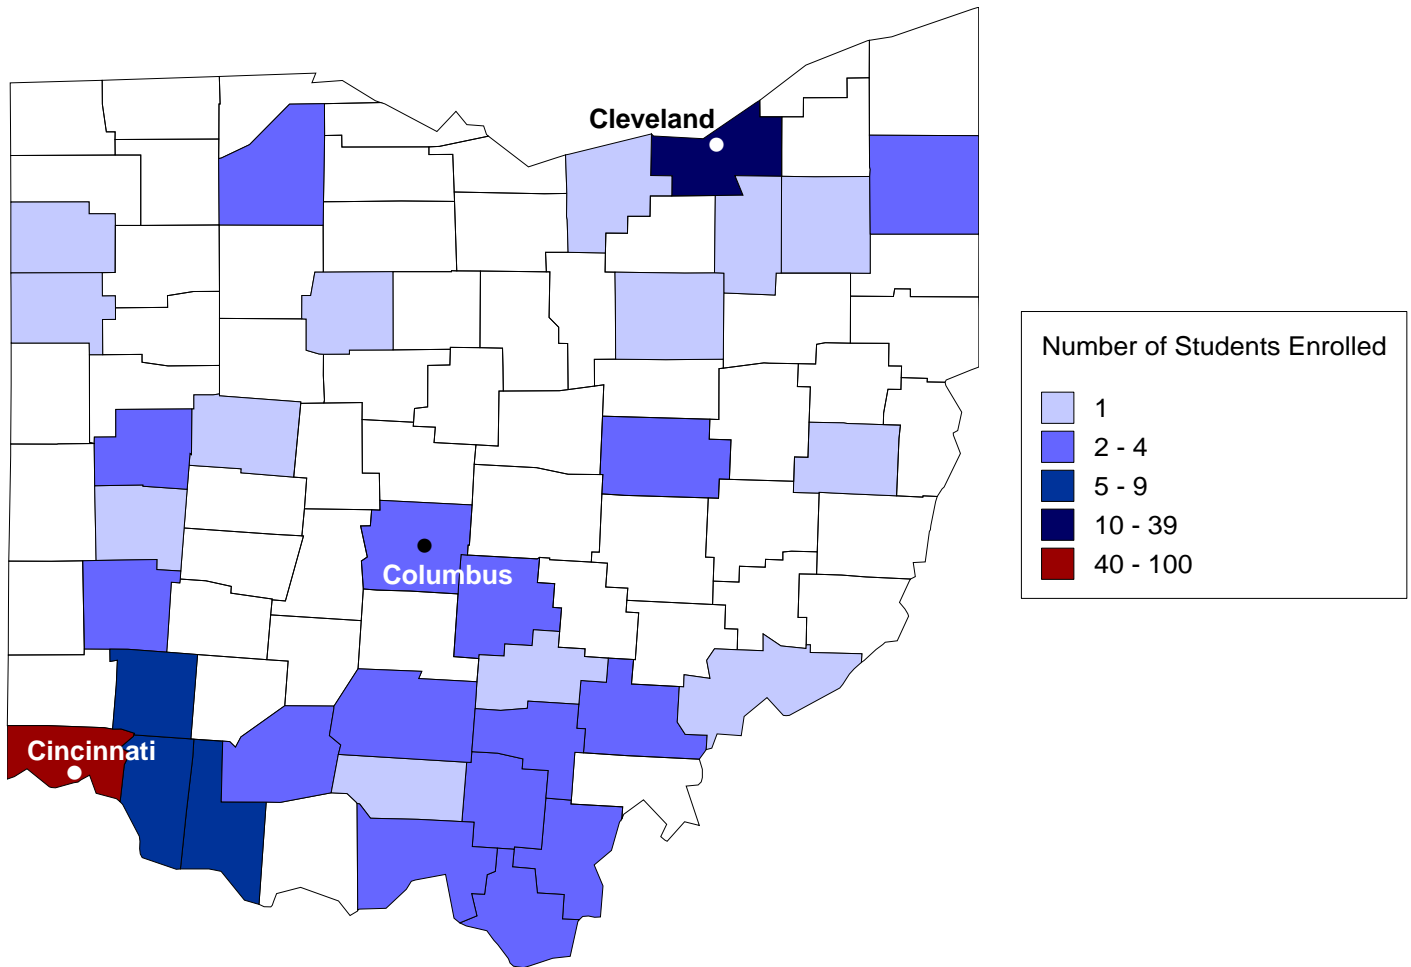 Cleveland
Number of Students Enrolled
1
2 - 4
5 - 9
10 - 39
40 - 100
Columbus
Cincinnati